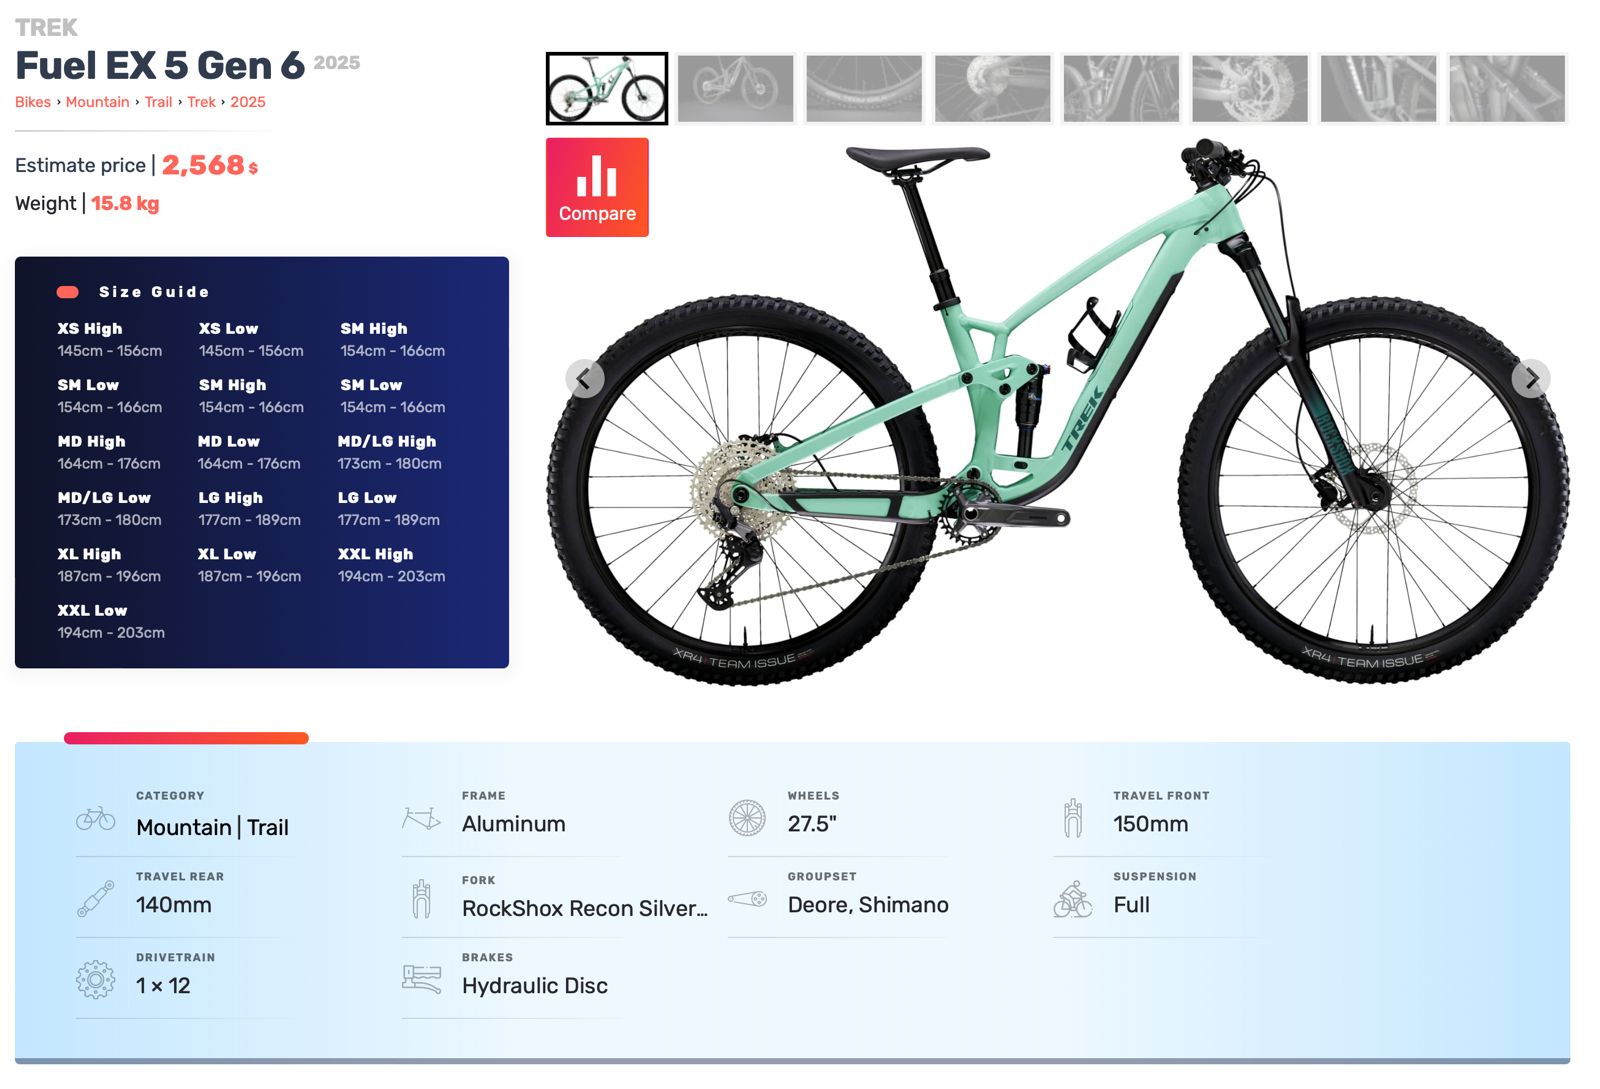 TREK
Fuel EX 5 Gen 6 2025
Bikes › Mountain › Trail › Trek › 2025
Estimate price | 2,568 $
Weight | 15.8 kg
Compare
Size Guide
XS High XS Low SM High
145cm - 156cm 145cm - 156cm 154cm - 166cm
SM Low SM High SM Low
154cm - 166cm 154cm - 166cm 154cm - 166cm
MD High MD Low MD/LG High
164cm - 176cm 164cm - 176cm 173cm - 180cm
MD/LG Low LG High LG Low
173cm - 180cm 177cm - 189cm 177cm - 189cm
XL High XL Low XXL High
187cm - 196cm 187cm - 196cm 194cm - 203cm
XXL Low
194cm - 203cm
TREK
ROCKSHOX
XR4 TEAM ISSUE
XR4 TEAM ISSUE
CATEGORY FRAME WHEELS TRAVEL FRONT
Mountain | Trail Aluminum 27.5" 150mm
TRAVEL REAR FORK GROUPSET SUSPENSION
140mm RockShox Recon Silver... Deore, Shimano Full
DRIVETRAIN BRAKES
1 × 12 Hydraulic Disc